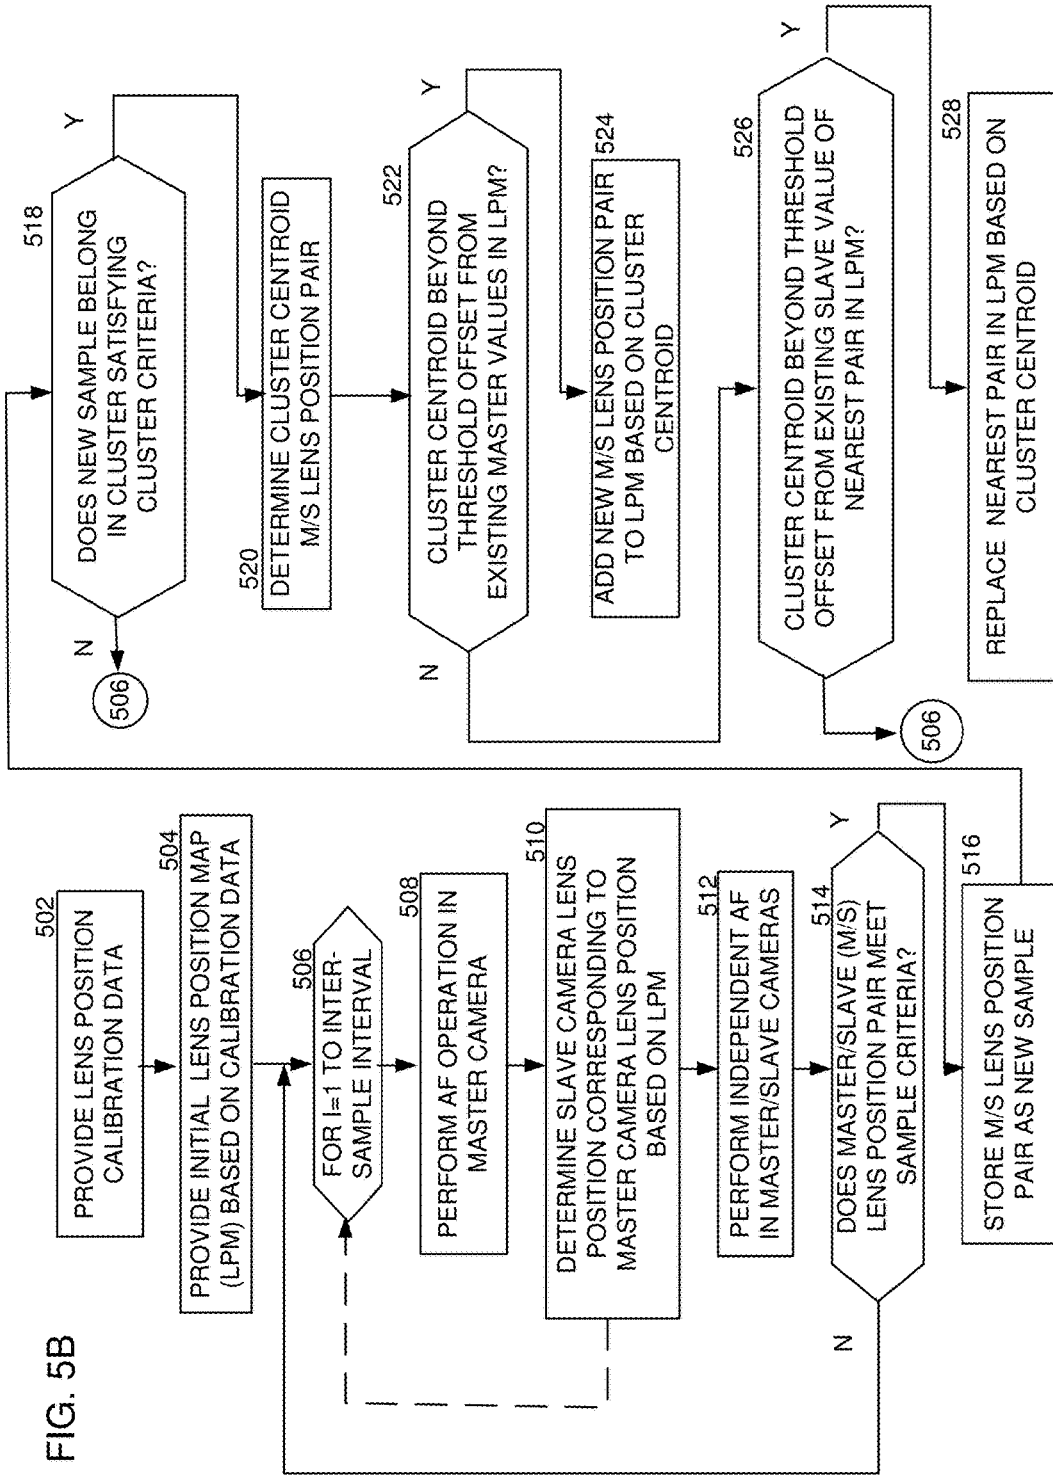 FIG. 5B
502
PROVIDE LENS POSITION
CALIBRATION DATA
504
PROVIDE INITIAL LENS POSITION MAP
(LPM) BASED ON CALIBRATION DATA
506
FOR I=1 TO INTER-
SAMPLE INTERVAL
508
PERFORM AF OPERATION IN
MASTER CAMERA
510
DETERMINE SLAVE CAMERA LENS
POSITION CORRESPONDING TO
MASTER CAMERA LENS POSITION
BASED ON LPM
512
PERFORM INDEPENDENT AF
IN MASTER/SLAVE CAMERAS
514
DOES MASTER/SLAVE (M/S)
LENS POSITION PAIR MEET
SAMPLE CRITERIA?
N
Y
516
STORE M/S LENS POSITION
PAIR AS NEW SAMPLE
518
DOES NEW SAMPLE BELONG
IN CLUSTER SATISFYING
CLUSTER CRITERIA?
N
Y
506
520
DETERMINE CLUSTER CENTROID
M/S LENS POSITION PAIR
522
CLUSTER CENTROID BEYOND
THRESHOLD OFFSET FROM
EXISTING MASTER VALUES IN LPM?
N
Y
524
ADD NEW M/S LENS POSITION PAIR
TO LPM BASED ON CLUSTER
CENTROID
526
CLUSTER CENTROID BEYOND THRESHOLD
OFFSET FROM EXISTING SLAVE VALUE OF
NEAREST PAIR IN LPM?
Y
506
528
REPLACE NEAREST PAIR IN LPM BASED ON
CLUSTER CENTROID